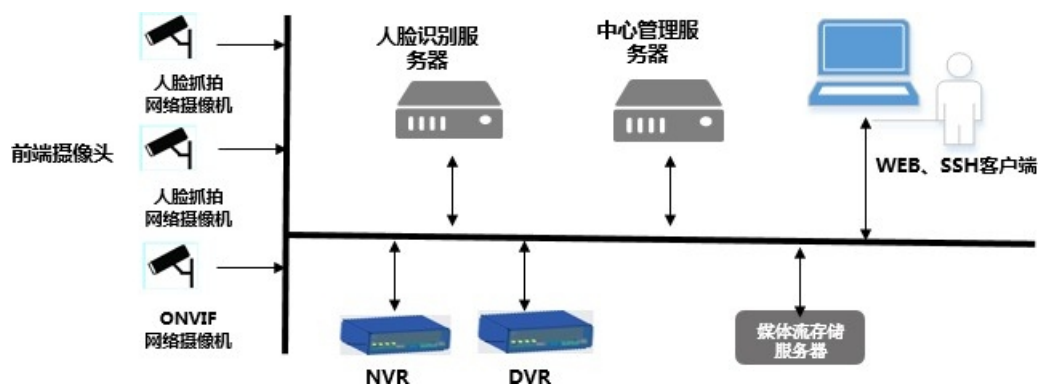 人脸识别服
务器
中心管理服
务器
人脸抓拍
网络摄像机
前端摄像头
WEB、SSH客户端
人脸抓拍
网络摄像机
ONVIF
网络摄像机
媒体流存储
服务器
NVR
DVR